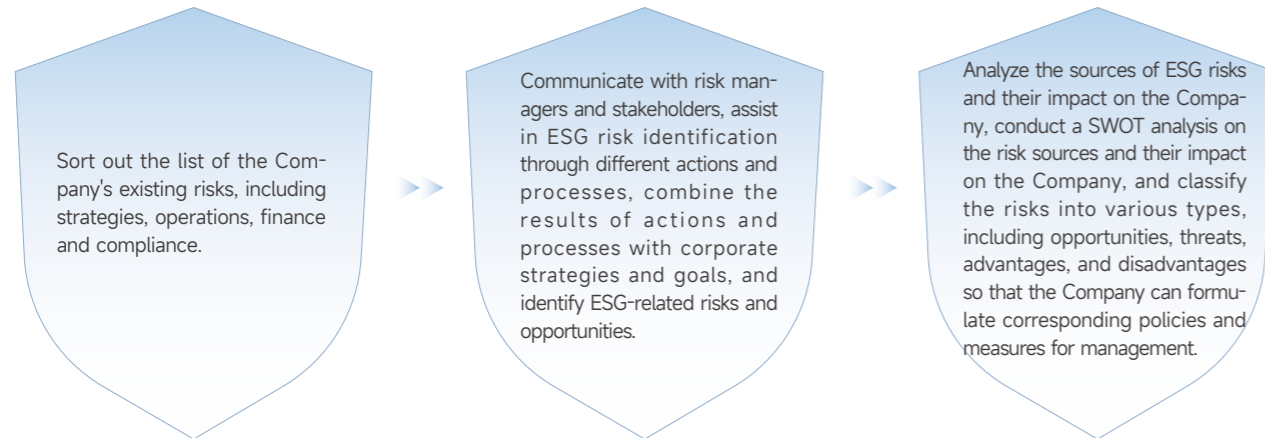 Sort out the list of the Com-
pany's existing risks, including
strategies, operations, finance
and compliance.
Communicate with risk man-
agers and stakeholders, assist
in ESG risk identification
through different actions and
processes, combine the
results of actions and
processes with corporate
strategies and goals, and
identify ESG-related risks and
opportunities.
Analyze the sources of ESG risks
and their impact on the Compa-
ny, conduct a SWOT analysis on
the risk sources and their impact
on the Company, and classify
the risks into various types,
including opportunities, threats,
advantages, and disadvantages
so that the Company can formu-
late corresponding policies and
measures for management.